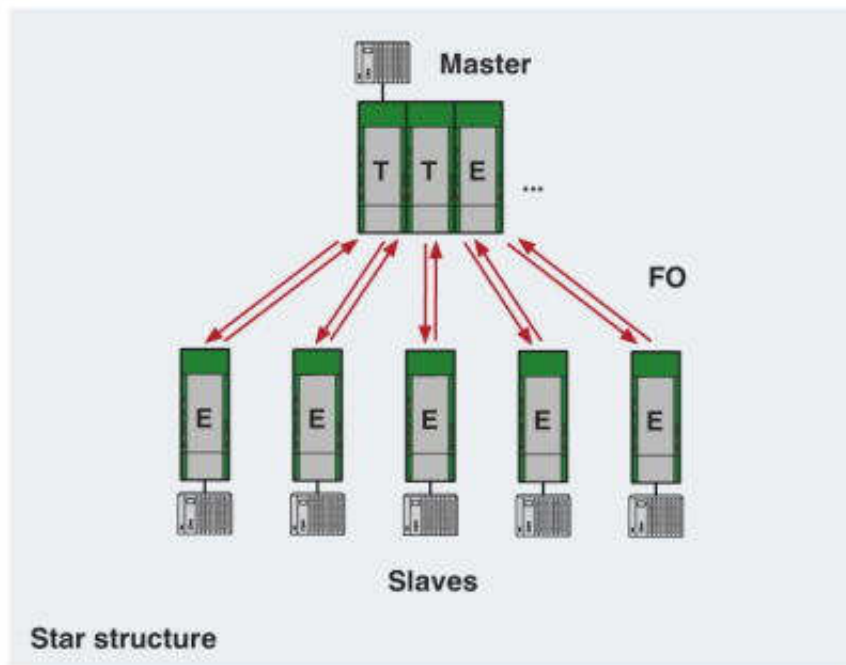 Master
T T E ...
FO
E E E E E
Slaves
Star structure